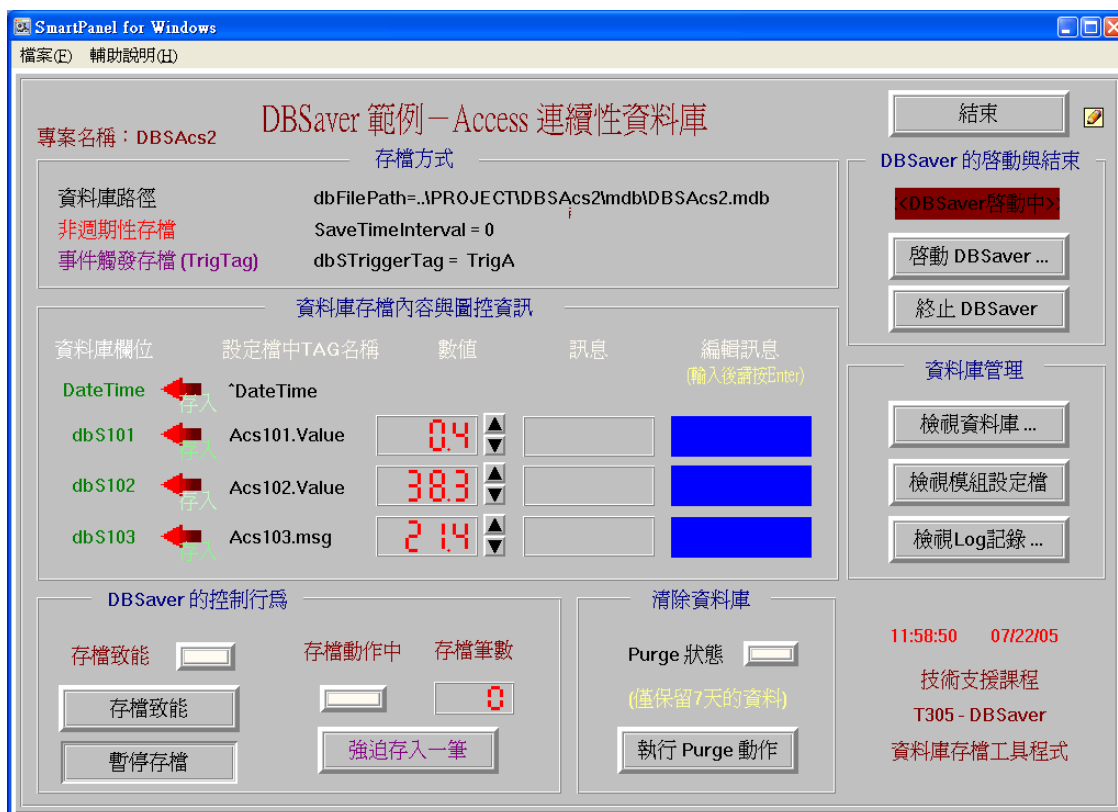 SmartPanel for Windows
檔案(F) 輔助說明(H)
DBSaver 範例－Access 連續性資料庫
專案名稱：DBSAcs2
結束
存檔方式
資料庫路徑 dbFilePath=..\PROJECT\DBSAcs2\mdb\DBSAcs2.mdb
非週期性存檔 SaveTimeInterval = 0
事件觸發存檔 (TrigTag) dbSTriggerTag = TrigA
DBSaver 的啓動與結束
<DBSaver啓動中>
啓動 DBSaver ...
終止 DBSaver
資料庫存檔內容與圖控資訊
資料庫欄位 設定檔中TAG名稱 數值 訊息 編輯訊息
(輸入後請按Enter)
DateTime 存入 ^DateTime
dbS101 存入 Acs101.Value 0.4
dbS102 存入 Acs102.Value 38.3
dbS103 存入 Acs103.msg 21.4
資料庫管理
檢視資料庫 ...
檢視模組設定檔
檢視Log記錄 ...
DBSaver 的控制行爲
存檔致能 存檔動作中 存檔筆數
0
存檔致能
暫停存檔
強迫存入一筆
清除資料庫
Purge 狀態
(僅保留7天的資料)
執行 Purge 動作
11:58:50 07/22/05
技術支援課程
T305 - DBSaver
資料庫存檔工具程式